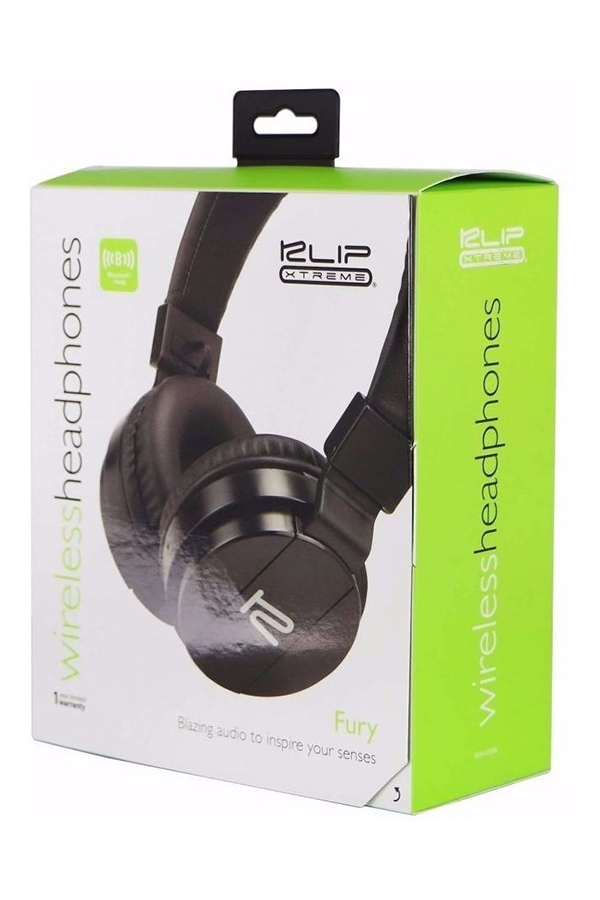 wirelessheadphones
KLIP
XTREME®
Fury
Blazing audio to inspire your senses
1
warranty
KLIP
XTREME®
wirelessheadphones